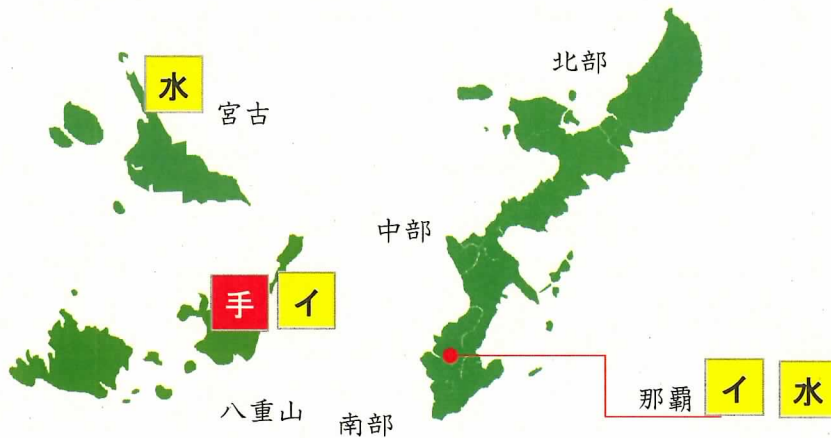 北部
水
宮古
中部
手 イ
八重山
南部
那覇 イ 水